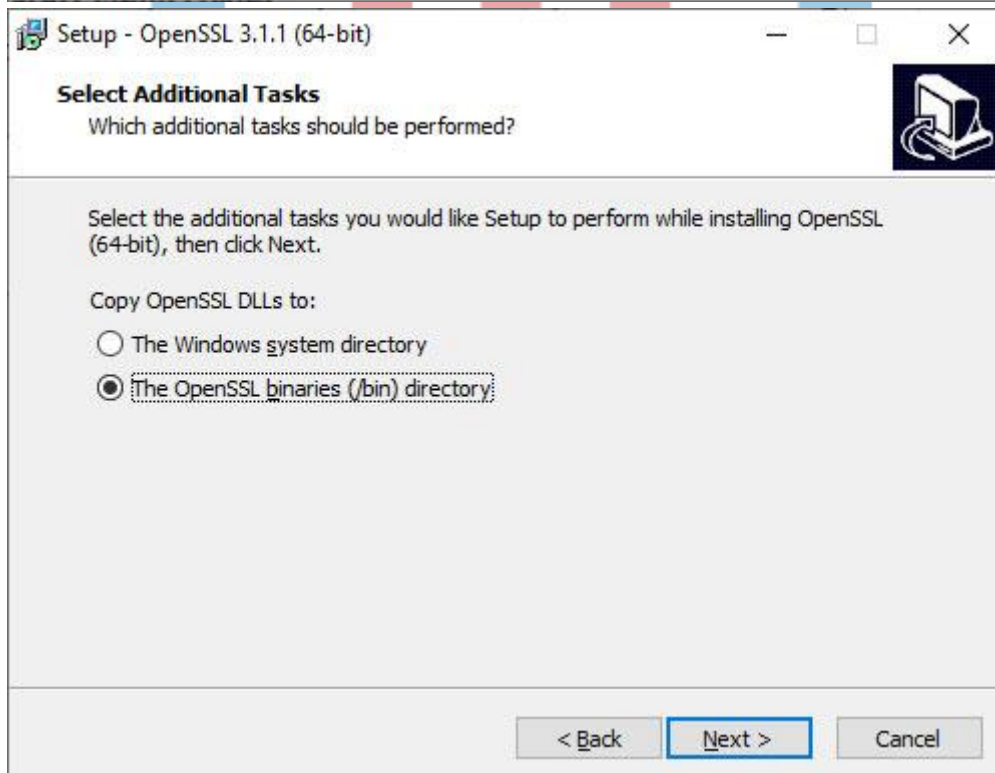 Setup - OpenSSL 3.1.1 (64-bit)
Select Additional Tasks
Which additional tasks should be performed?
Select the additional tasks you would like Setup to perform while installing OpenSSL
(64-bit), then click Next.
Copy OpenSSL DLLs to:
The Windows system directory
The OpenSSL binaries (/bin) directory
< Back
Next >
Cancel